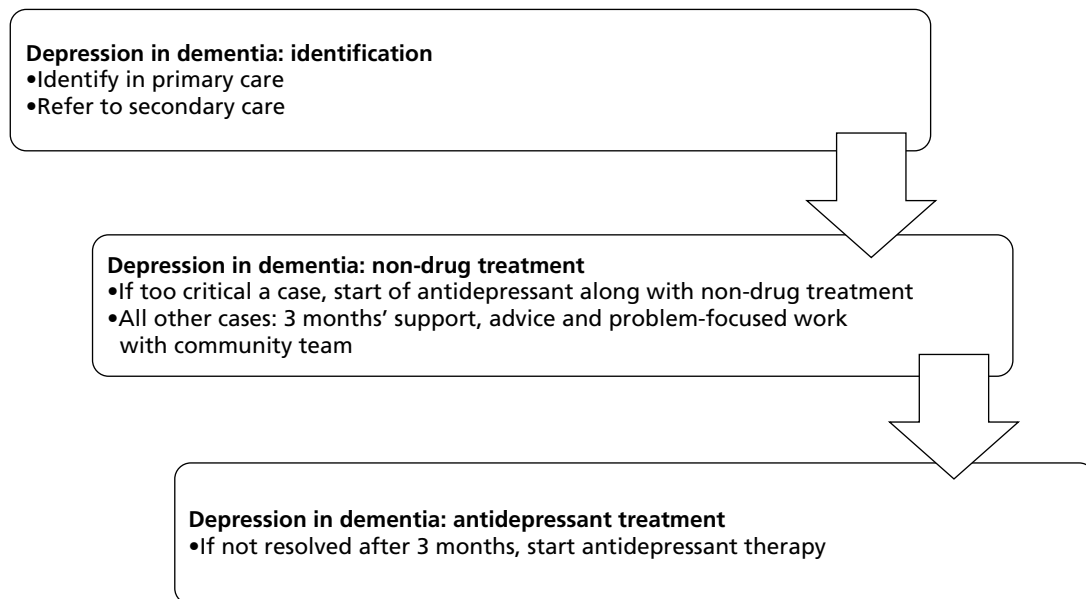 Depression in dementia: identification
•Identify in primary care
•Refer to secondary care
Depression in dementia: non-drug treatment
•If too critical a case, start of antidepressant along with non-drug treatment
•All other cases: 3 months’ support, advice and problem-focused work
with community team
Depression in dementia: antidepressant treatment
•If not resolved after 3 months, start antidepressant therapy